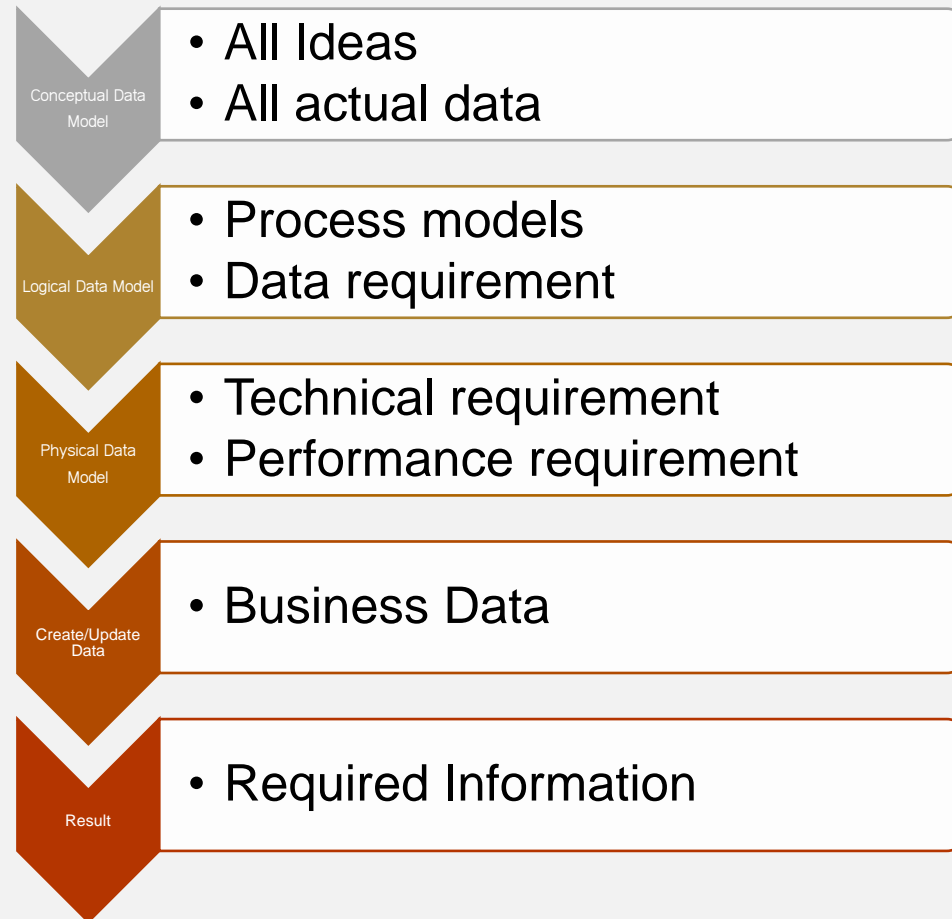 Conceptual Data
Model
• All Ideas
• All actual data
Logical Data Model
• Process models
• Data requirement
Physical Data
Model
• Technical requirement
• Performance requirement
Create/Update
Data
• Business Data
Result
• Required Information